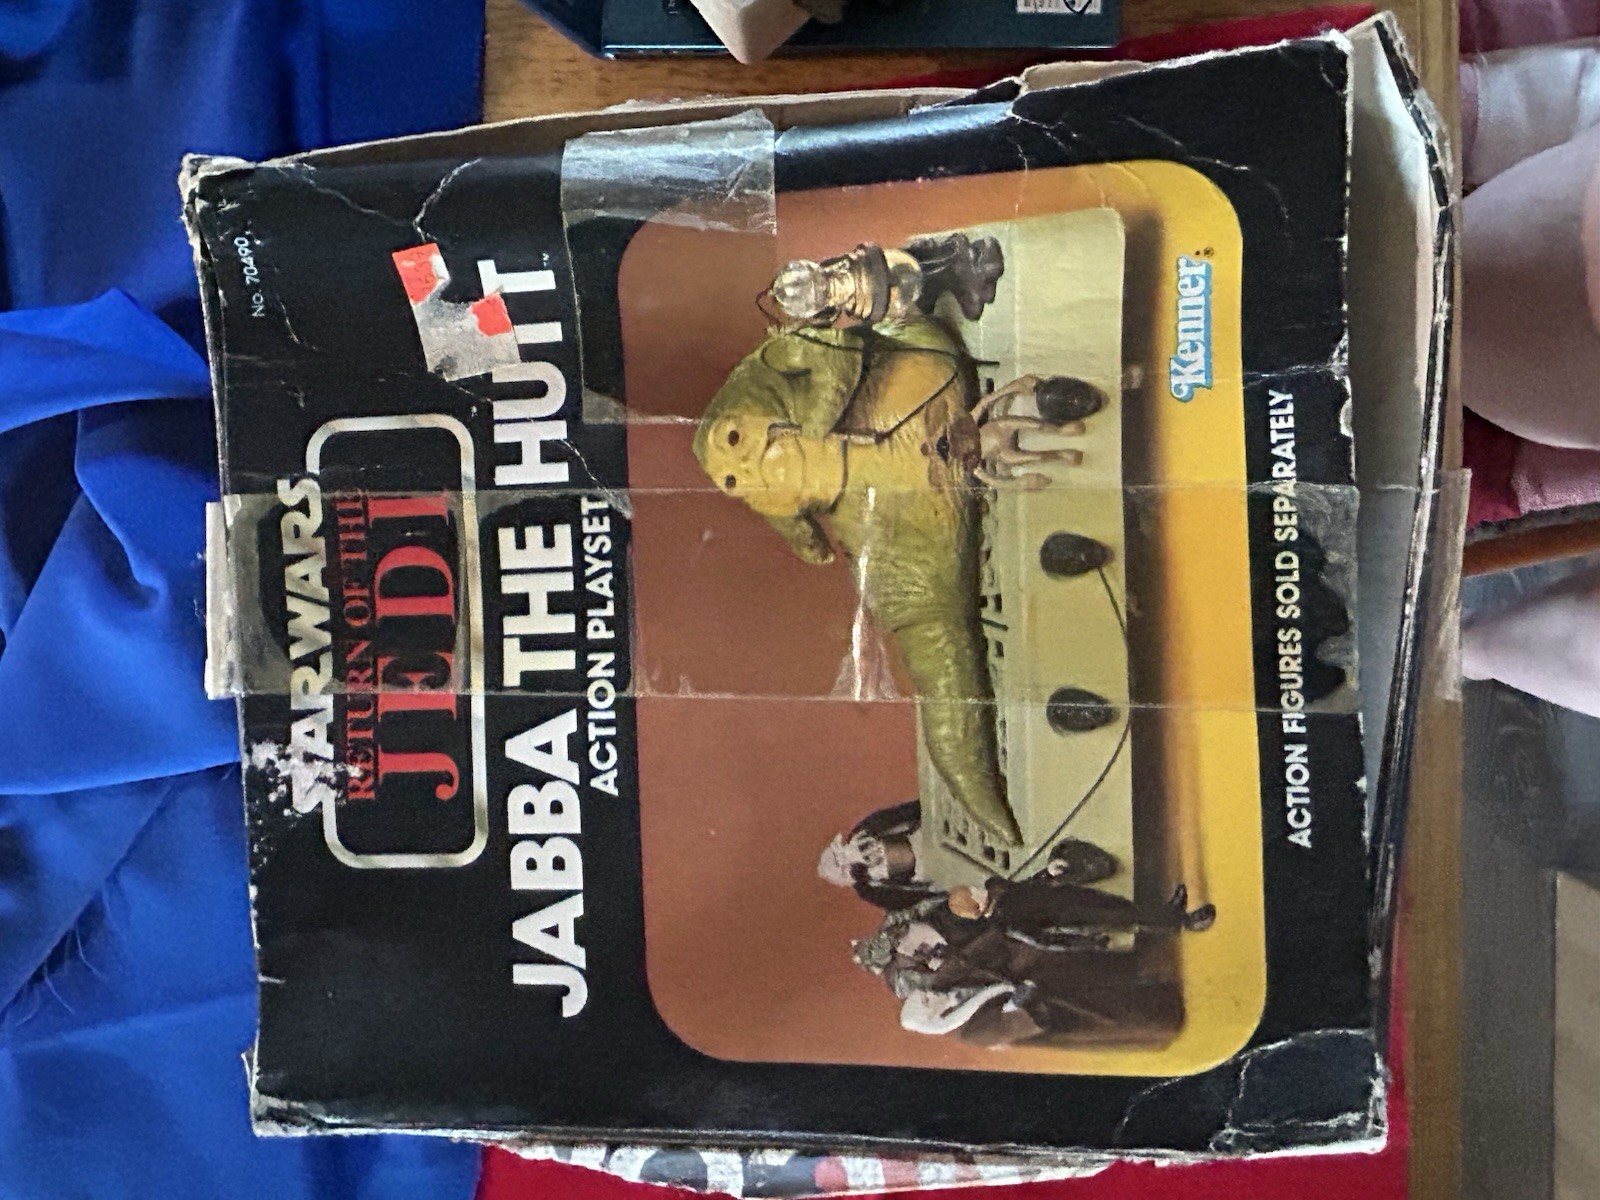 No. 70490
STAR WARS
RETURN OF THE
JEDI
JABBA THE HUTT™
ACTION PLAYSET
Kenner®
ACTION FIGURES SOLD SEPARATELY